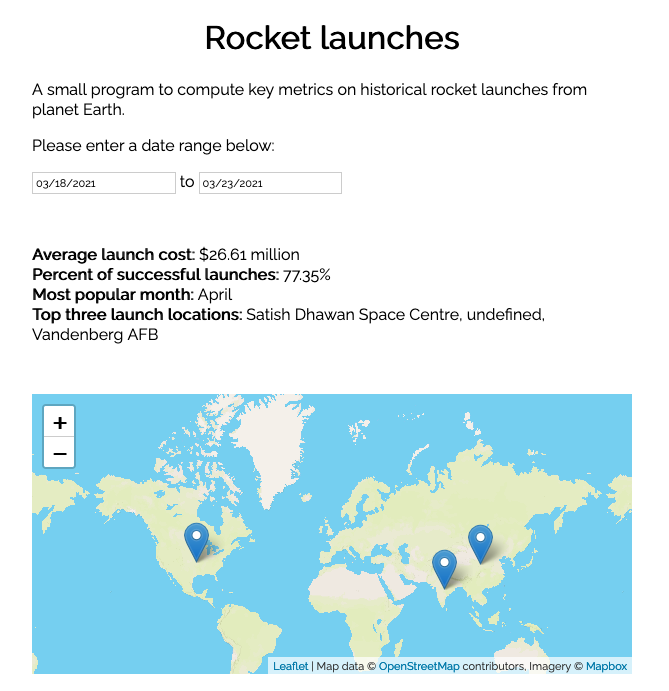 Rocket launches
A small program to compute key metrics on historical rocket launches from
planet Earth.
Please enter a date range below:
03/18/2021 to 03/23/2021
Average launch cost: $26.61 million
Percent of successful launches: 77.35%
Most popular month: April
Top three launch locations: Satish Dhawan Space Centre, undefined,
Vandenberg AFB
+
−
Leaflet | Map data © OpenStreetMap contributors, Imagery © Mapbox